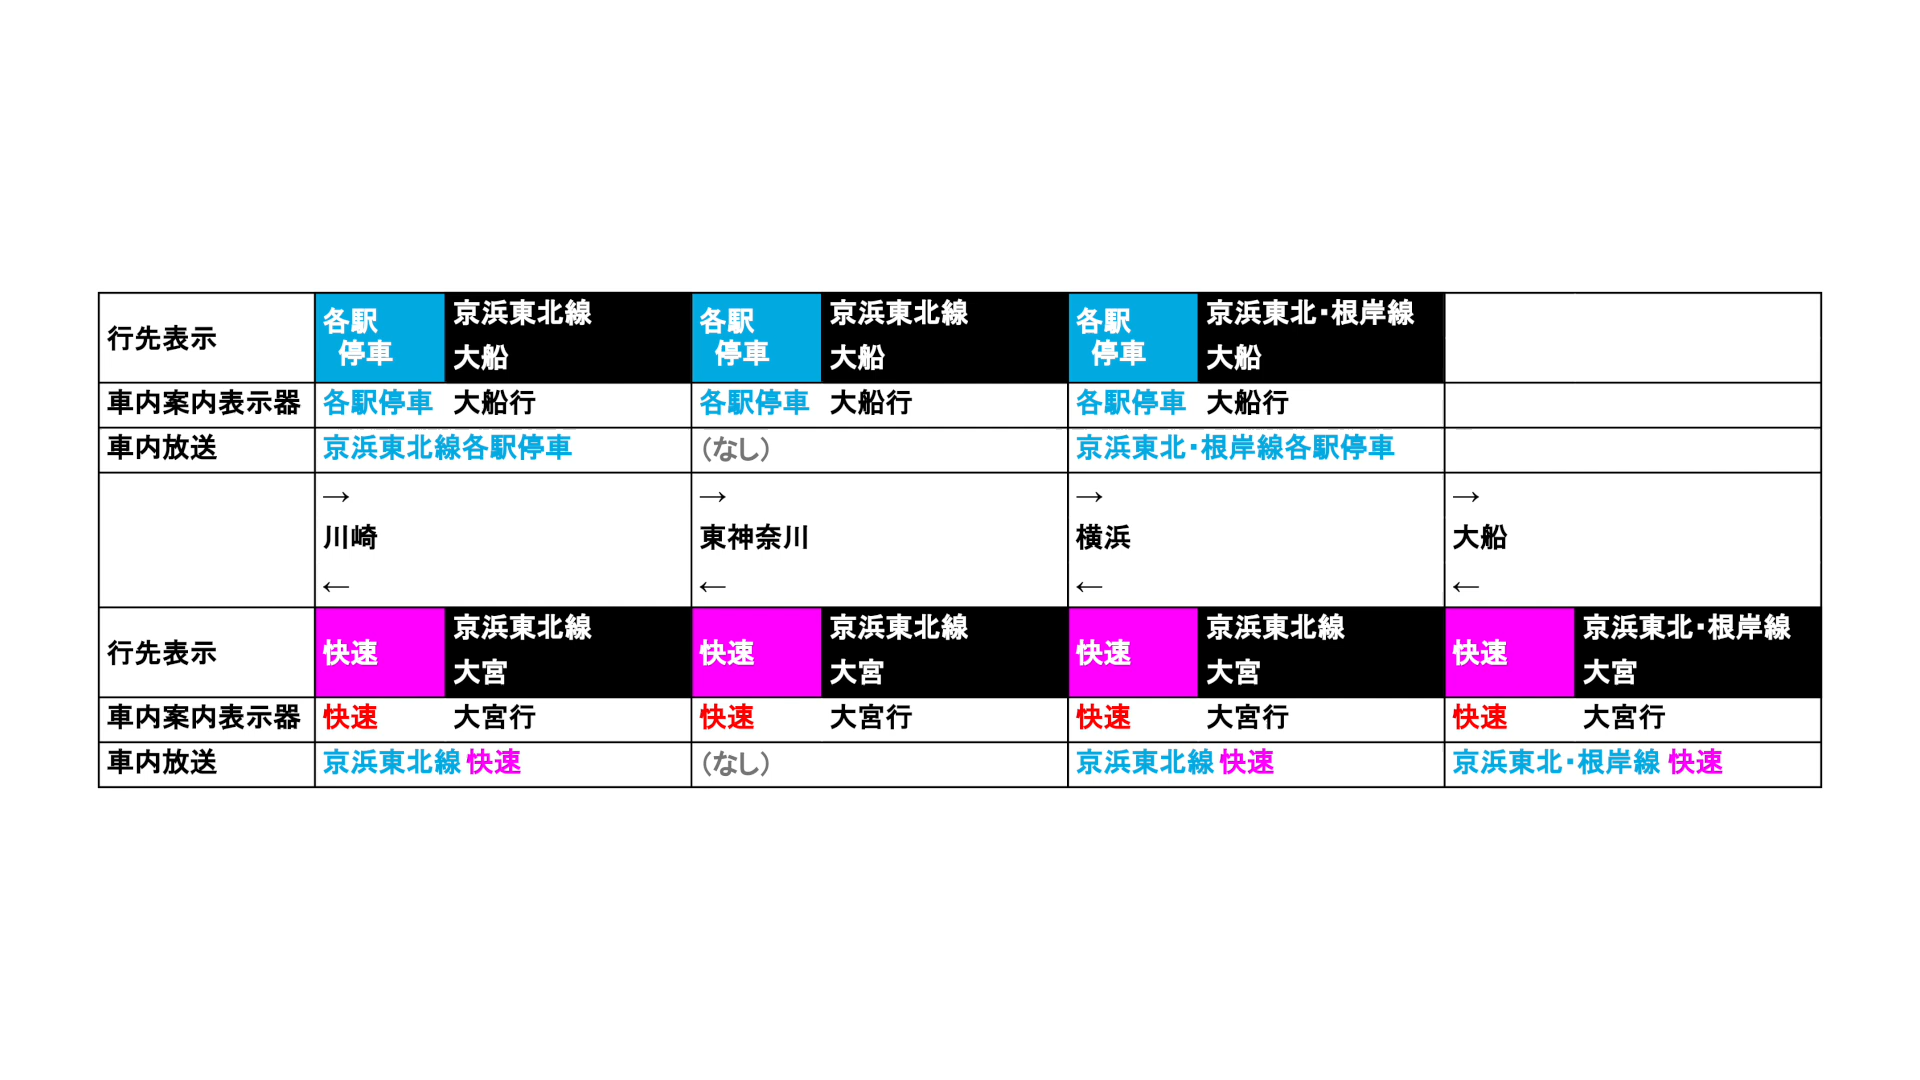 行先表示 各駅停車 京浜東北線 大船 各駅停車 京浜東北線 大船 各駅停車 京浜東北・根岸線 大船
車内案内表示器 各駅停車 大船行 各駅停車 大船行 各駅停車 大船行
車内放送 京浜東北線各駅停車 (なし) 京浜東北・根岸線各駅停車
→ → → →
川崎 東神奈川 横浜 大船
← ← ← ←
行先表示 快速 京浜東北線 大宮 快速 京浜東北線 大宮 快速 京浜東北線 大宮 快速 京浜東北・根岸線 大宮
車内案内表示器 快速 大宮行 快速 大宮行 快速 大宮行 快速 大宮行
車内放送 京浜東北線 快速 (なし) 京浜東北線 快速 京浜東北・根岸線 快速